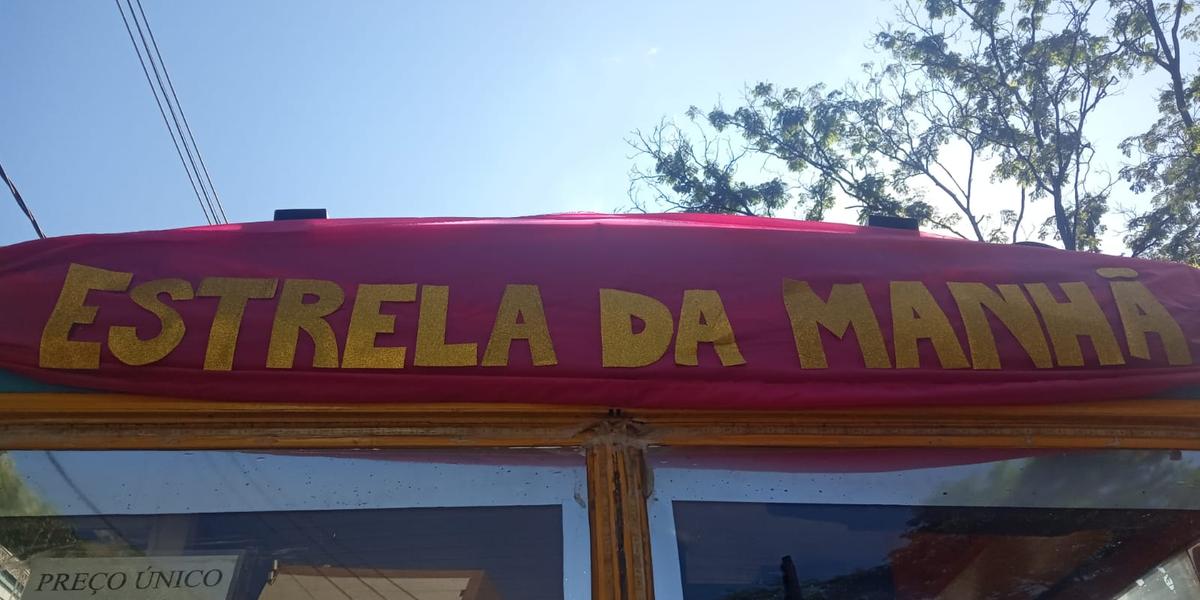 ESTRELA DA MANHÃ
PREÇO ÚNICO